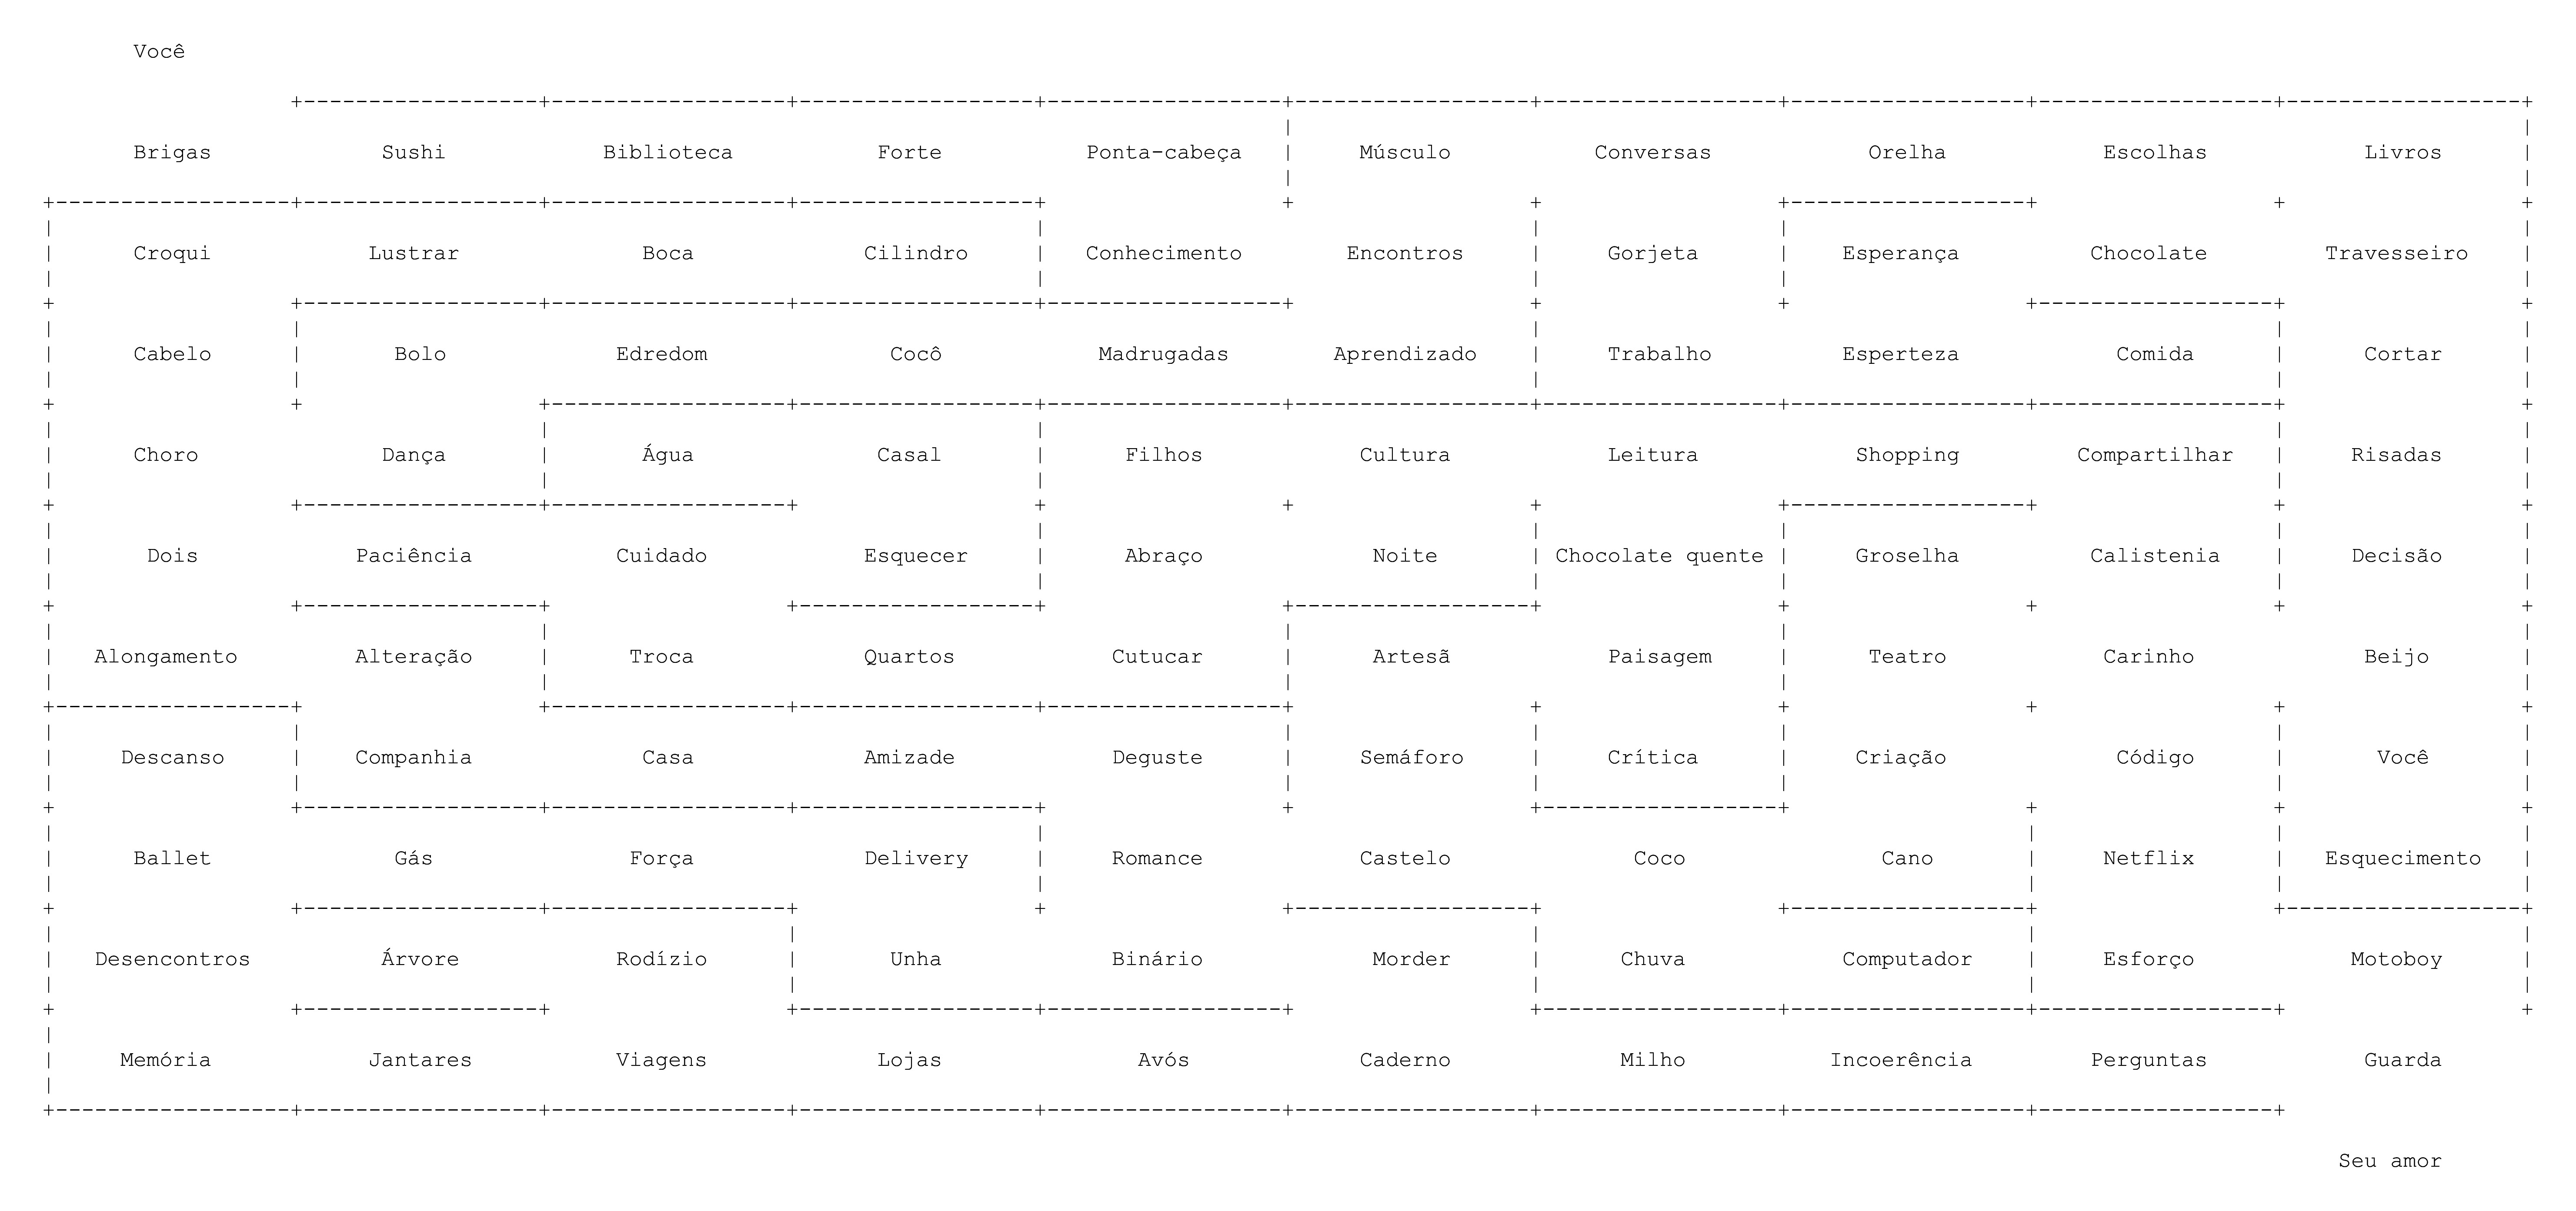 Você
Brigas Sushi Biblioteca Forte Ponta-cabeça Músculo Conversas Orelha Escolhas Livros
Croqui Lustrar Boca Cilindro Conhecimento Encontros Gorjeta Esperança Chocolate Travesseiro
Cabelo Bolo Edredom Cocô Madrugadas Aprendizado Trabalho Esperteza Comida Cortar
Choro Dança Água Casal Filhos Cultura Leitura Shopping Compartilhar Risadas
Dois Paciência Cuidado Esquecer Abraço Noite Chocolate quente Groselha Calistenia Decisão
Alongamento Alteração Troca Quartos Cutucar Artesã Paisagem Teatro Carinho Beijo
Descanso Companhia Casa Amizade Deguste Semáforo Crítica Criação Código Você
Ballet Gás Força Delivery Romance Castelo Coco Cano Netflix Esquecimento
Desencontros Árvore Rodízio Unha Binário Morder Chuva Computador Esforço Motoboy
Memória Jantares Viagens Lojas Avós Caderno Milho Incoerência Perguntas Guarda
Seu amor